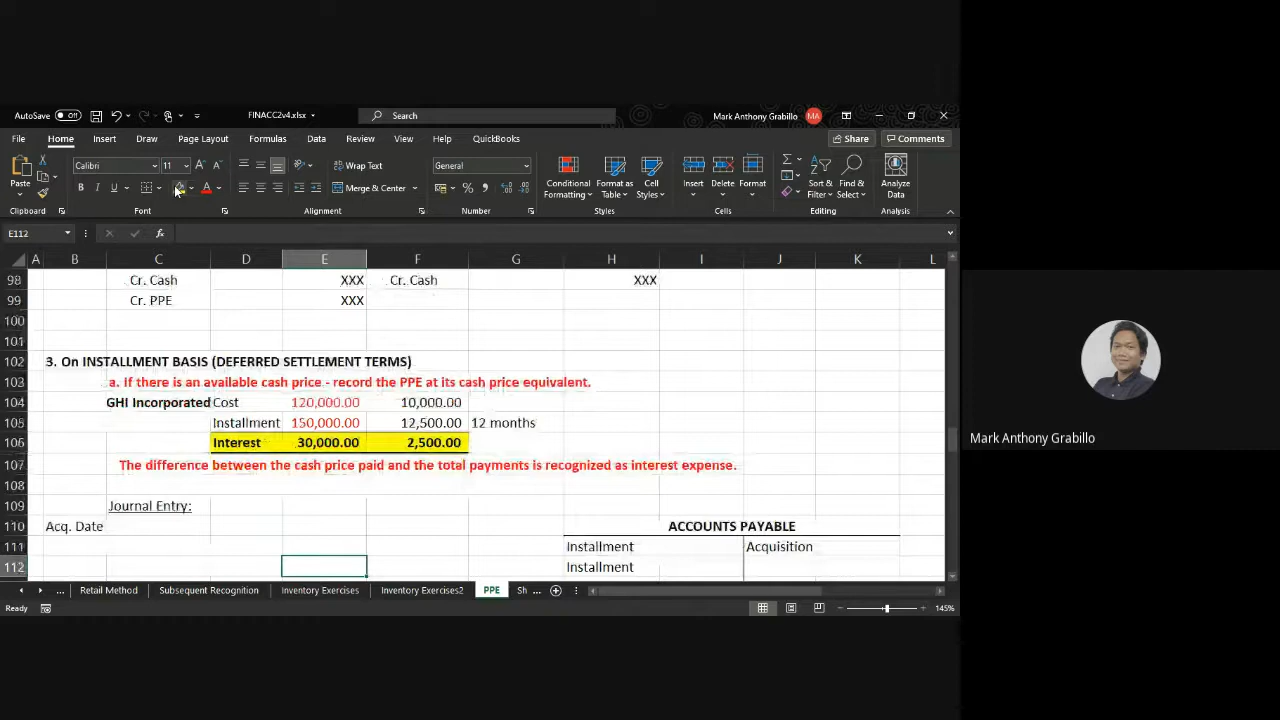 AutoSave Off FINACC2v4.xlsx Search Mark Anthony Grabillo MA
File Home Insert Draw Page Layout Formulas Data Review View Help QuickBooks Share Comments
Paste Calibri 11 Wrap Text General Conditional Formatting Format as Table Cell Styles Insert Delete Format Sort & Filter Find & Select Analyze Data
B I U A Merge & Center
Clipboard Font Alignment Number Styles Cells Editing Analysis
E112 fx
A B C D E F G H I J K L
98 Cr. Cash XXX Cr. Cash XXX
99 Cr. PPE XXX
100
101
102 3. On INSTALLMENT BASIS (DEFERRED SETTLEMENT TERMS)
103 a. If there is an available cash price - record the PPE at its cash price equivalent.
104 GHI Incorporated Cost 120,000.00 10,000.00
105 Installment 150,000.00 12,500.00 12 months
106 Interest 30,000.00 2,500.00
107 The difference between the cash price paid and the total payments is recognized as interest expense.
108
109 Journal Entry:
110 Acq. Date ACCOUNTS PAYABLE
111 Installment Acquisition
112 Installment
... Retail Method Subsequent Recognition Inventory Exercises Inventory Exercises2 PPE Sh ...
Ready 145%
Mark Anthony Grabillo